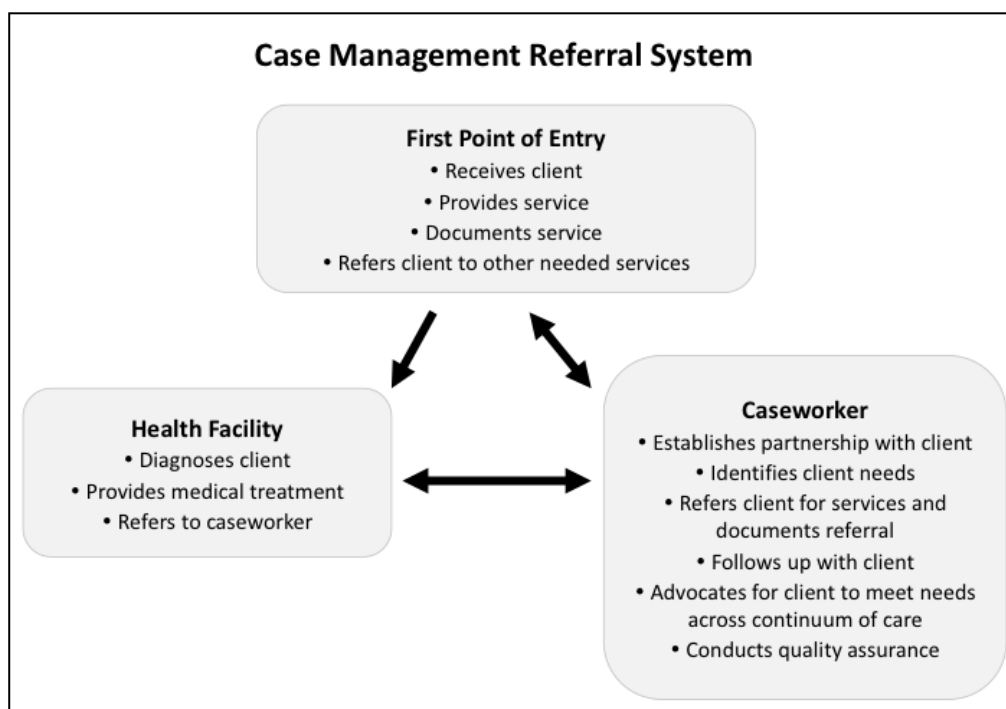 Case Management Referral System
First Point of Entry
• Receives client
• Provides service
• Documents service
• Refers client to other needed services
Health Facility
• Diagnoses client
• Provides medical treatment
• Refers to caseworker
Caseworker
• Establishes partnership with client
• Identifies client needs
• Refers client for services and
documents referral
• Follows up with client
• Advocates for client to meet needs
across continuum of care
• Conducts quality assurance